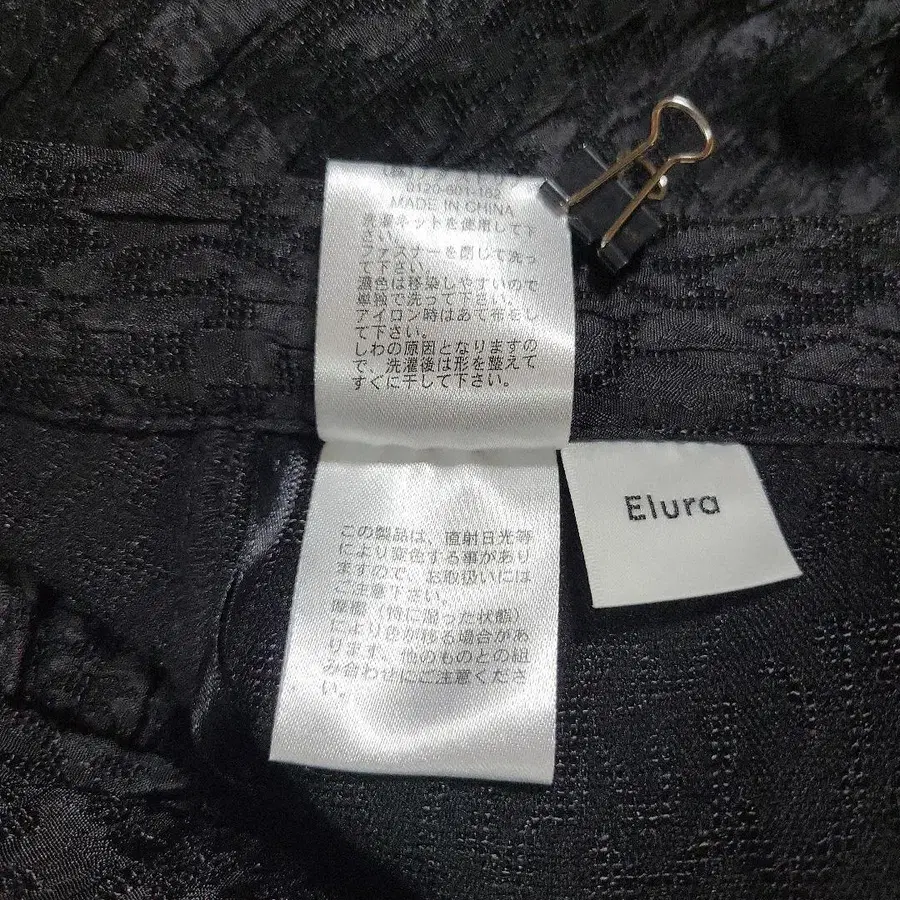 0120-601-162
MADE IN CHINA
洗濯ネットを使用して下
さい。
ファスナーを閉じて洗っ
て下さい。
濃色は移染しやすいので
単独で洗って下さい。
アイロン時はあて布をし
て下さい。
しわの原因となりますの
で、洗濯後は形を整えて
すぐに干して下さい。
この製品は、直射日光等
により変色する事があり
ますので、お取扱いには
ご注意下さい。
摩擦（特に湿った状態）
により色が移る場合があ
ります、他のものとの組
み合わせにご注意くださ
い。
Elura